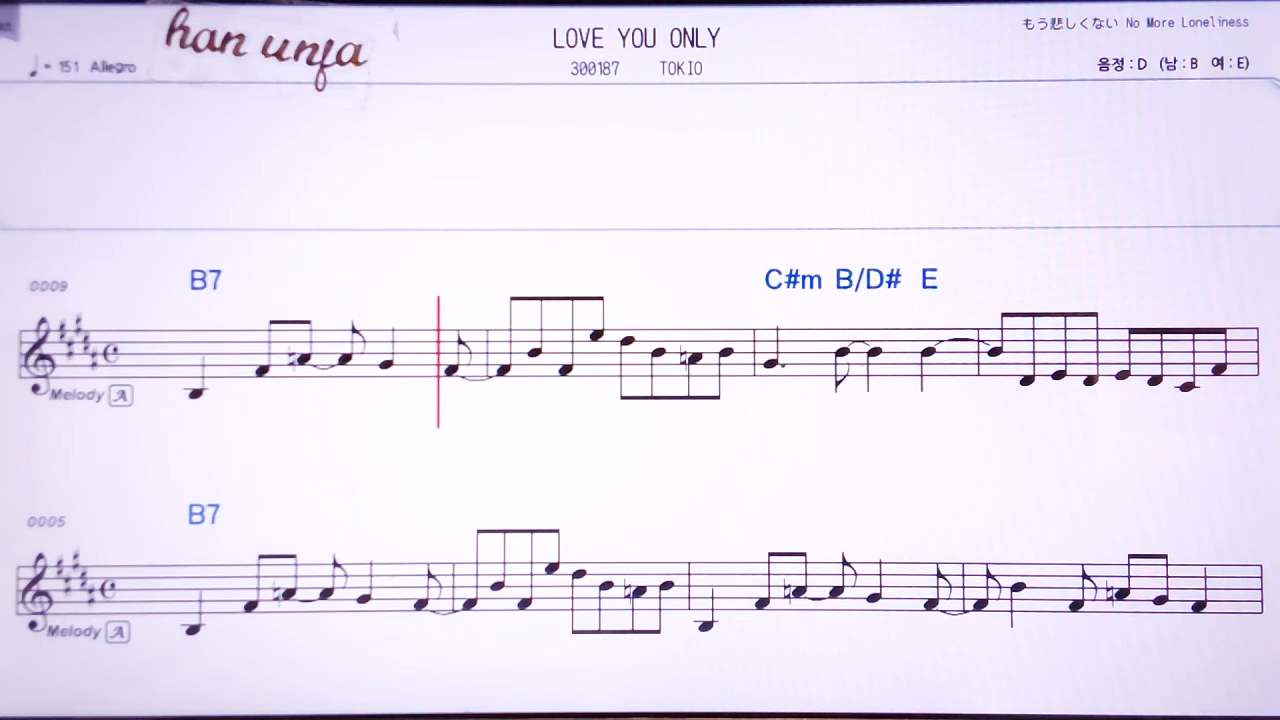 han unfa
LOVE YOU ONLY
もう悲しくない No More Loneliness
♩= 151 Allegro
300187 TOKIO
음정:D (남:B 여:E)
0009
B7 C#m B/D# E
Melody A
0005
B7
Melody A